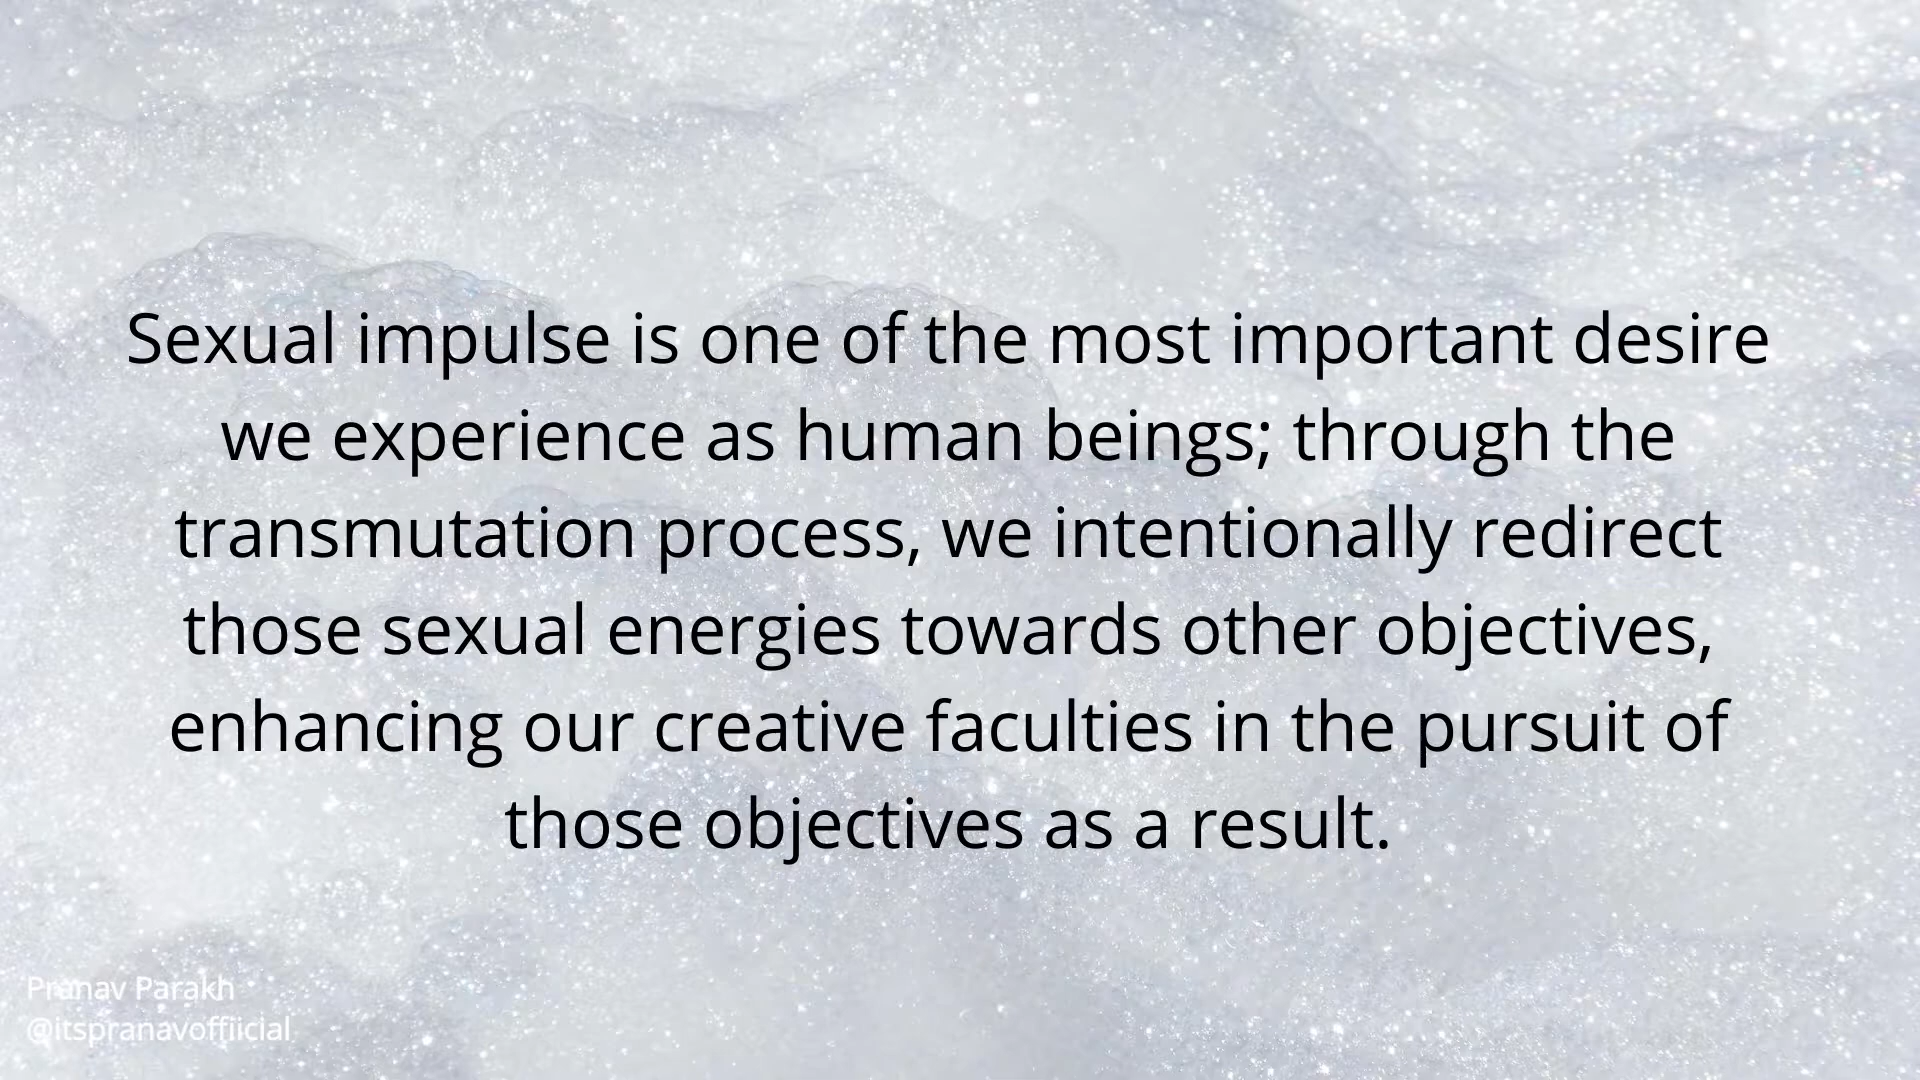 Sexual impulse is one of the most important desire
we experience as human beings; through the
transmutation process, we intentionally redirect
those sexual energies towards other objectives,
enhancing our creative faculties in the pursuit of
those objectives as a result.
Pranav Parakh
@itspranavoffiicial